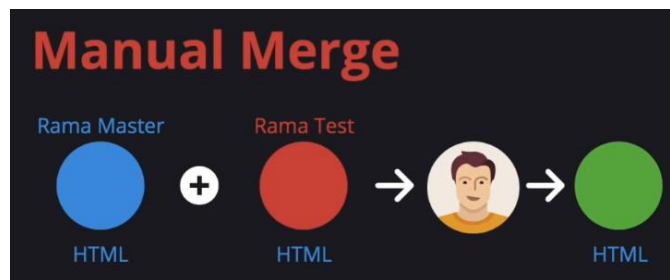 Manual Merge
Rama Master Rama Test
+
HTML HTML HTML